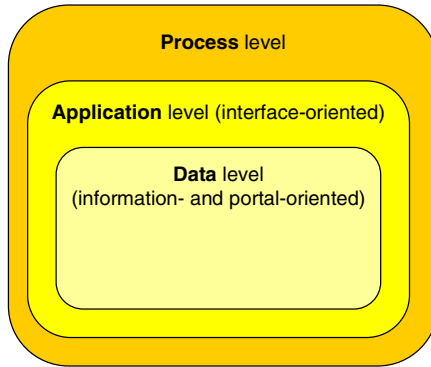 Process level
Application level (interface-oriented)
Data level
(information- and portal-oriented)